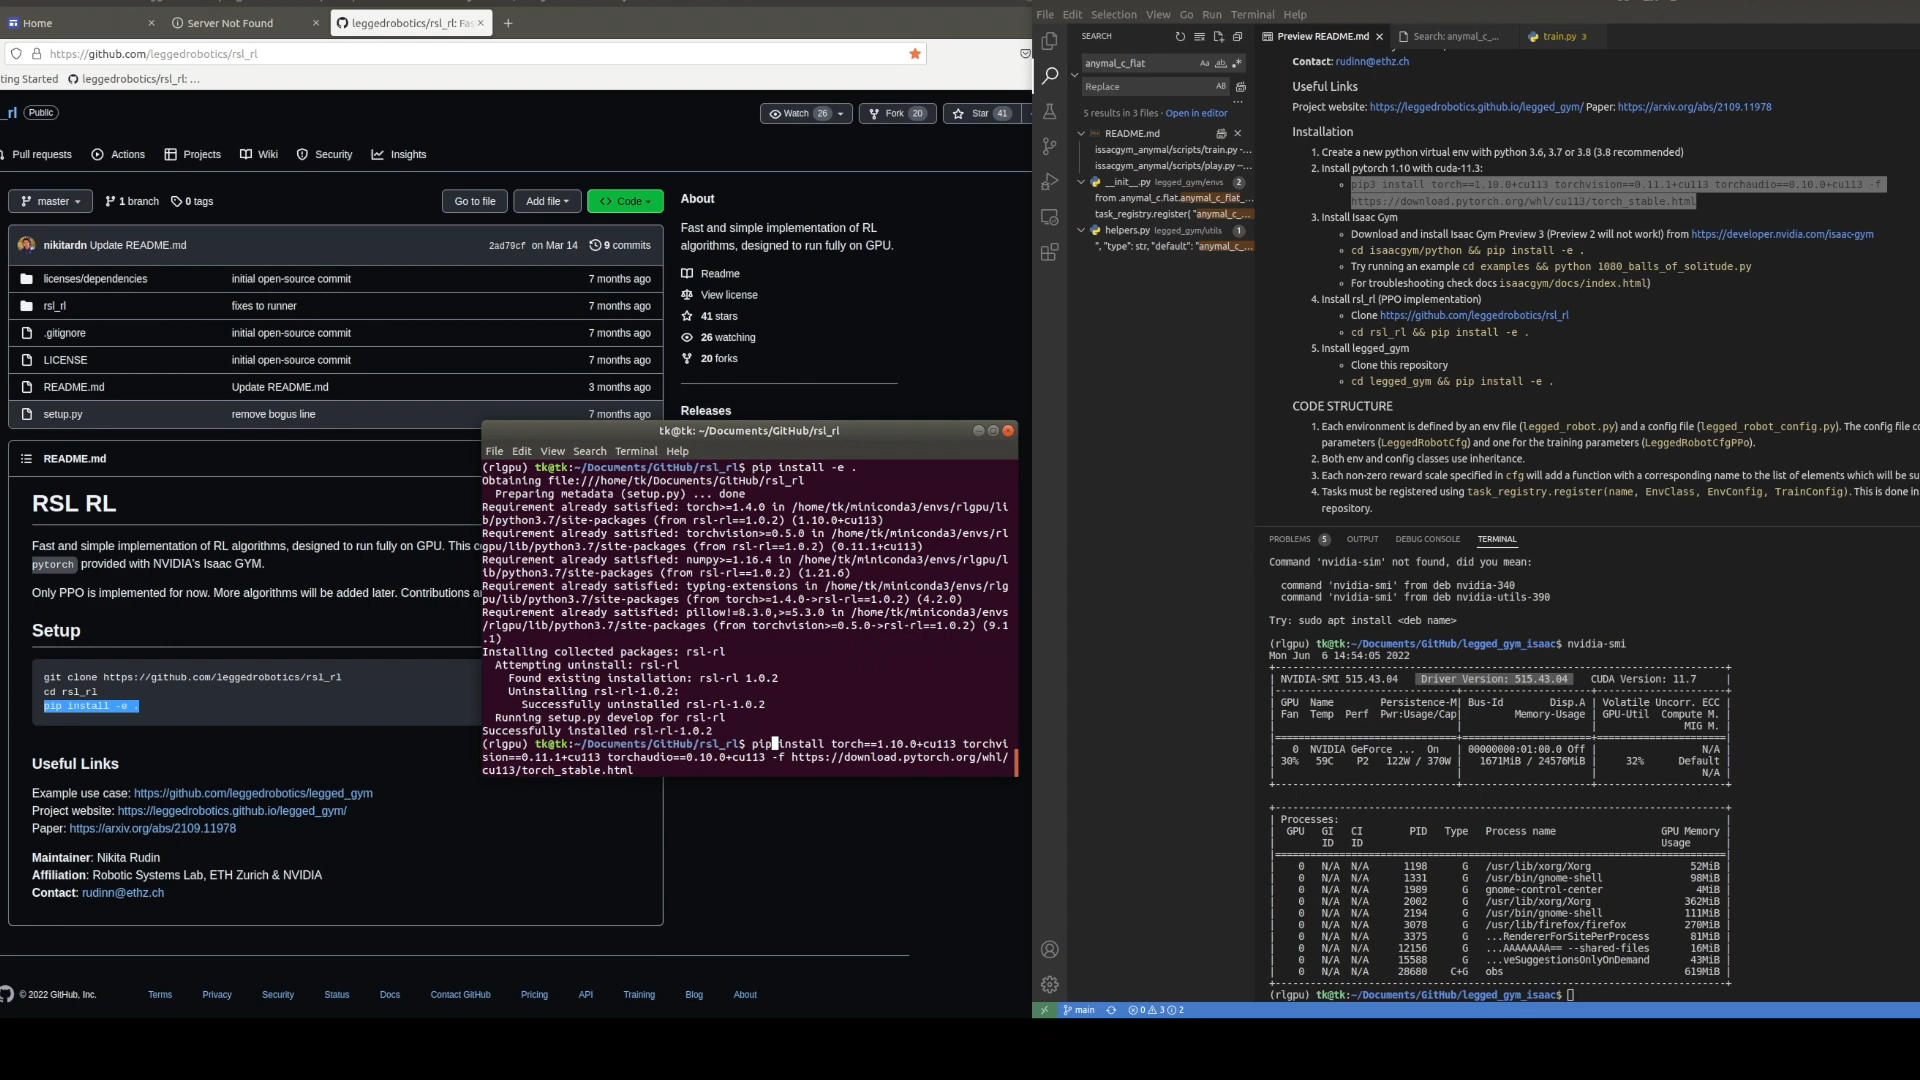 Home
Server Not Found
leggedrobotics/rsl_rl: Fas
https://github.com/leggedrobotics/rsl_rl
ting Started
leggedrobotics/rsl_rl: ...
_rl
Public
Watch 26
Fork 20
Star 41
Pull requests
Actions
Projects
Wiki
Security
Insights
master
1 branch
0 tags
Go to file
Add file
Code
nikitardn Update README.md
2ad79cf on Mar 14
9 commits
licenses/dependencies
initial open-source commit
7 months ago
rsl_rl
fixes to runner
7 months ago
.gitignore
initial open-source commit
7 months ago
LICENSE
initial open-source commit
7 months ago
README.md
Update README.md
3 months ago
setup.py
remove bogus line
7 months ago
About
Fast and simple implementation of RL
algorithms, designed to run fully on GPU.
Readme
View license
41 stars
26 watching
20 forks
Releases
README.md
RSL RL
Fast and simple implementation of RL algorithms, designed to run fully on GPU. This c
pytorch provided with NVIDIA's Isaac GYM.
Only PPO is implemented for now. More algorithms will be added later. Contributions a
Setup
git clone https://github.com/leggedrobotics/rsl_rl
cd rsl_rl
pip install -e .
Useful Links
Example use case: https://github.com/leggedrobotics/legged_gym
Project website: https://leggedrobotics.github.io/legged_gym/
Paper: https://arxiv.org/abs/2109.11978
Maintainer: Nikita Rudin
Affiliation: Robotic Systems Lab, ETH Zurich & NVIDIA
Contact: rudinn@ethz.ch
© 2022 GitHub, Inc.
Terms
Privacy
Security
Status
Docs
Contact GitHub
Pricing
API
Training
Blog
About
tk@tk: ~/Documents/GitHub/rsl_rl
File Edit View Search Terminal Help
(rlgpu) tk@tk:~/Documents/GitHub/rsl_rl$ pip install -e .
Obtaining file:///home/tk/Documents/GitHub/rsl_rl
Preparing metadata (setup.py) ... done
Requirement already satisfied: torch>=1.4.0 in /home/tk/miniconda3/envs/rlgpu/li
b/python3.7/site-packages (from rsl-rl==1.0.2) (1.10.0+cu113)
Requirement already satisfied: torchvision>=0.5.0 in /home/tk/miniconda3/envs/rl
gpu/lib/python3.7/site-packages (from rsl-rl==1.0.2) (0.11.1+cu113)
Requirement already satisfied: numpy>=1.16.4 in /home/tk/miniconda3/envs/rlgpu/l
ib/python3.7/site-packages (from rsl-rl==1.0.2) (1.21.6)
Requirement already satisfied: typing-extensions in /home/tk/miniconda3/envs/rlg
pu/lib/python3.7/site-packages (from torch>=1.4.0->rsl-rl==1.0.2) (4.2.0)
Requirement already satisfied: pillow!=8.3.0,>=5.3.0 in /home/tk/miniconda3/envs
/rlgpu/lib/python3.7/site-packages (from torchvision>=0.5.0->rsl-rl==1.0.2) (9.1
.1)
Installing collected packages: rsl-rl
Attempting uninstall: rsl-rl
Found existing installation: rsl-rl 1.0.2
Uninstalling rsl-rl-1.0.2:
Successfully uninstalled rsl-rl-1.0.2
Running setup.py develop for rsl-rl
Successfully installed rsl-rl-1.0.2
(rlgpu) tk@tk:~/Documents/GitHub/rsl_rl$ pip install torch==1.10.0+cu113 torchvi
sion==0.11.1+cu113 torchaudio==0.10.0+cu113 -f https://download.pytorch.org/whl/
cu113/torch_stable.html
File Edit Selection View Go Run Terminal Help
SEARCH
anymal_c_flat
Replace
5 results in 3 files - Open in editor
README.md
issacgym_anymal/scripts/train.py -...
issacgym_anymal/scripts/play.py --...
__init__.py legged_gym/envs 2
from .anymal_c.flat.anymal_c_flat_...
task_registry.register( "anymal_c_...
helpers.py legged_gym/utils 1
", "type": str, "default": "anymal_c_...
Preview README.md
Search: anymal_c_...
train.py 3
Contact: rudinn@ethz.ch
Useful Links
Project website: https://leggedrobotics.github.io/legged_gym/ Paper: https://arxiv.org/abs/2109.11978
Installation
1. Create a new python virtual env with python 3.6, 3.7 or 3.8 (3.8 recommended)
2. Install pytorch 1.10 with cuda-11.3:
pip3 install torch==1.10.0+cu113 torchvision==0.11.1+cu113 torchaudio==0.10.0+cu113 -f
https://download.pytorch.org/whl/cu113/torch_stable.html
3. Install Isaac Gym
Download and install Isaac Gym Preview 3 (Preview 2 will not work!) from https://developer.nvidia.com/isaac-gym
cd isaacgym/python && pip install -e .
Try running an example cd examples && python 1080_balls_of_solitude.py
For troubleshooting check docs isaacgym/docs/index.html)
4. Install rsl_rl (PPO implementation)
Clone https://github.com/leggedrobotics/rsl_rl
cd rsl_rl && pip install -e .
5. Install legged_gym
Clone this repository
cd legged_gym && pip install -e .
CODE STRUCTURE
1. Each environment is defined by an env file (legged_robot.py) and a config file (legged_robot_config.py). The config file co
parameters (LeggedRobotCfg) and one for the training parameters (LeggedRobotCfgPPo).
2. Both env and config classes use inheritance.
3. Each non-zero reward scale specified in cfg will add a function with a corresponding name to the list of elements which will be su
4. Tasks must be registered using task_registry.register(name, EnvClass, EnvConfig, TrainConfig). This is done in
repository.
PROBLEMS 5 OUTPUT DEBUG CONSOLE TERMINAL
Command 'nvidia-sim' not found, did you mean:
command 'nvidia-smi' from deb nvidia-340
command 'nvidia-smi' from deb nvidia-utils-390
Try: sudo apt install <deb name>
(rlgpu) tk@tk:~/Documents/GitHub/legged_gym_isaac$ nvidia-smi
Mon Jun 6 14:54:05 2022
NVIDIA-SMI 515.43.04 Driver Version: 515.43.04 CUDA Version: 11.7
GPU Name Persistence-M| Bus-Id Disp.A | Volatile Uncorr. ECC
Fan Temp Perf Pwr:Usage/Cap| Memory-Usage | GPU-Util Compute M.
MIG M.
0 NVIDIA GeForce ... On | 00000000:01:00.0 Off | N/A
30% 59C P2 122W / 370W | 1671MiB / 24576MiB | 32% Default
N/A
Processes:
GPU GI CI PID Type Process name GPU Memory
ID ID Usage
0 N/A N/A 1198 G /usr/lib/xorg/Xorg 52MiB
0 N/A N/A 1331 G /usr/bin/gnome-shell 98MiB
0 N/A N/A 1989 G gnome-control-center 4MiB
0 N/A N/A 2002 G /usr/lib/xorg/Xorg 362MiB
0 N/A N/A 2194 G /usr/bin/gnome-shell 111MiB
0 N/A N/A 3078 G /usr/lib/firefox/firefox 270MiB
0 N/A N/A 3375 G ...RendererForSitePerProcess 81MiB
0 N/A N/A 12156 G ...AAAAAAAA== --shared-files 16MiB
0 N/A N/A 15588 G ...veSuggestionsOnlyOnDemand 43MiB
0 N/A N/A 28680 C+G obs 619MiB
(rlgpu) tk@tk:~/Documents/GitHub/legged_gym_isaac$
main
0 3 2